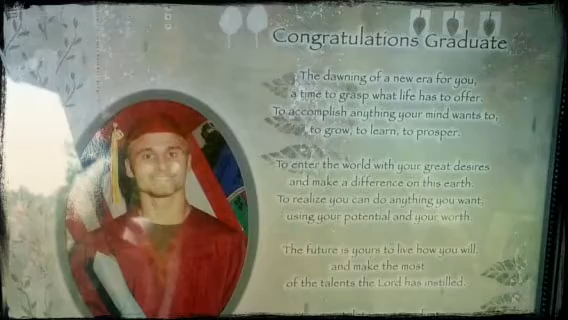 Congratulations Graduate
The dawning of a new era for you,
a time to grasp what life has to offer.
To accomplish anything your mind wants to,
to grow, to learn, to prosper.
To enter the world with your great desires
and make a difference on this earth.
To realize you can do anything you want,
using your potential and your worth.
The future is yours to live how you will,
and make the most
of the talents the Lord has instilled.